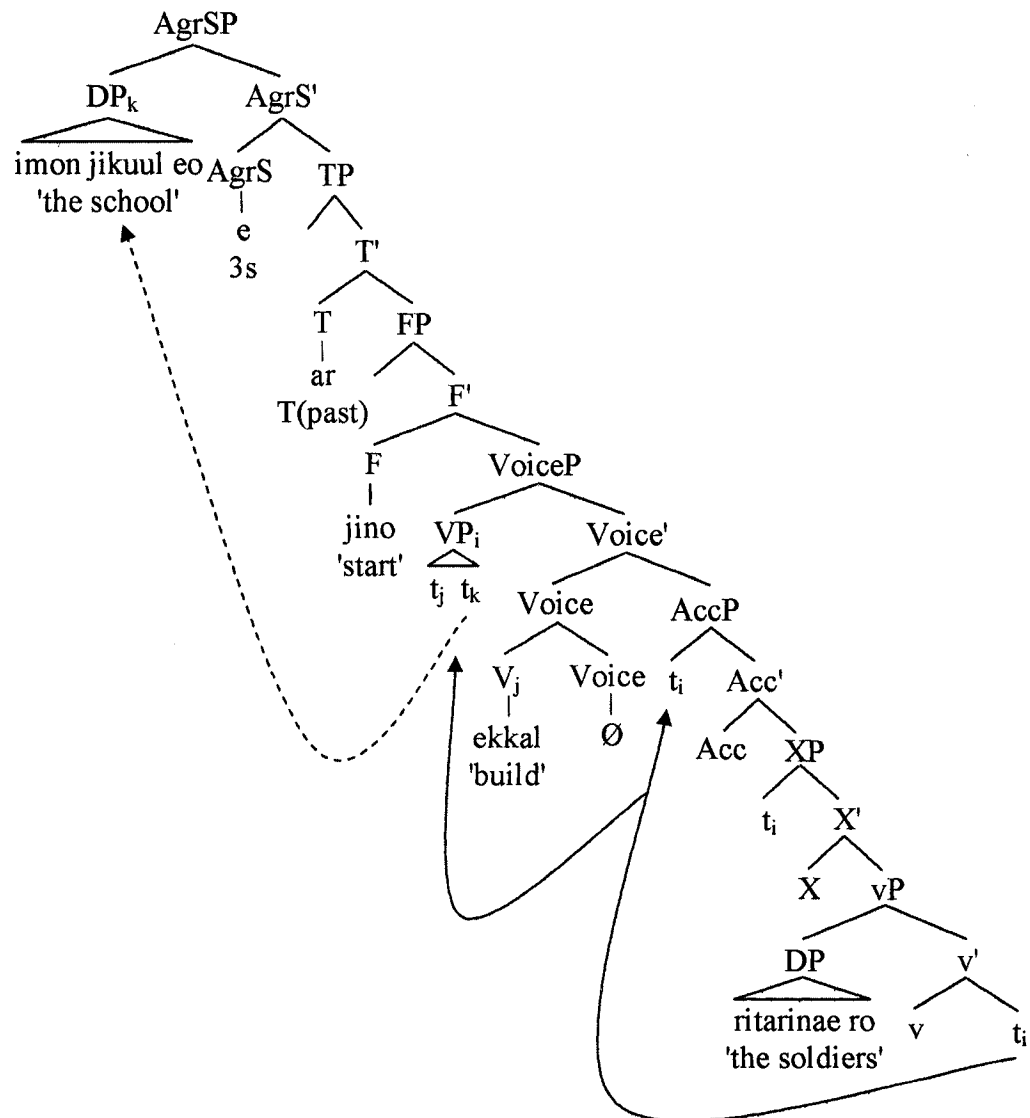 AgrSP
DPk AgrS'
imon jikuul eo AgrS TP
'the school'
e
3s T'
T FP
ar
T(past) F'
F VoiceP
jino VPi Voice'
'start'
tj tk Voice AccP
Vj Voice ti Acc'
ekkal Ø Acc XP
'build'
ti X'
X vP
DP v'
ritarinae ro v ti
'the soldiers'